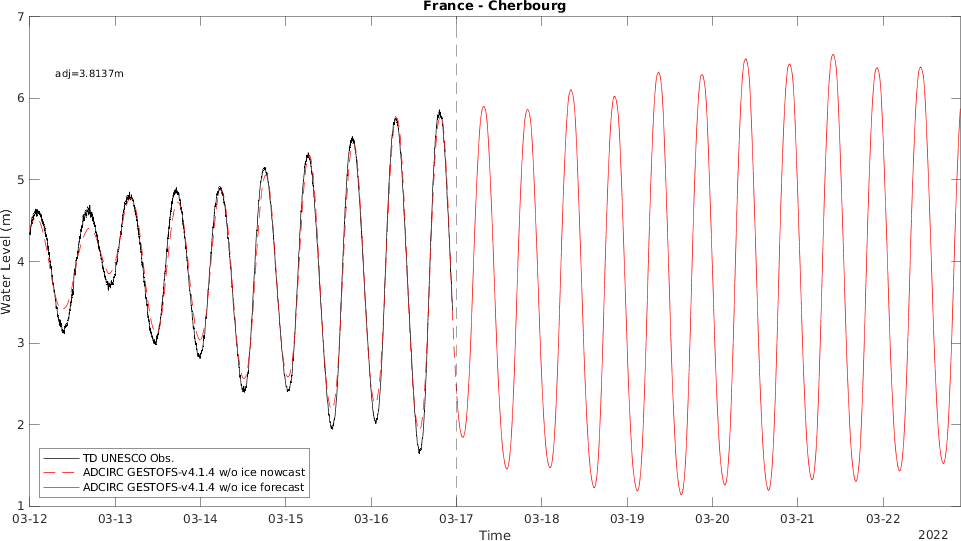 France - Cherbourg
7
adj=3.8137m
6
5
4
3
2
1
Water Level (m)
TD UNESCO Obs.
ADCIRC GESTOFS-v4.1.4 w/o ice nowcast
ADCIRC GESTOFS-v4.1.4 w/o ice forecast
03-12 03-13 03-14 03-15 03-16 03-17 03-18 03-19 03-20 03-21 03-22
Time
2022